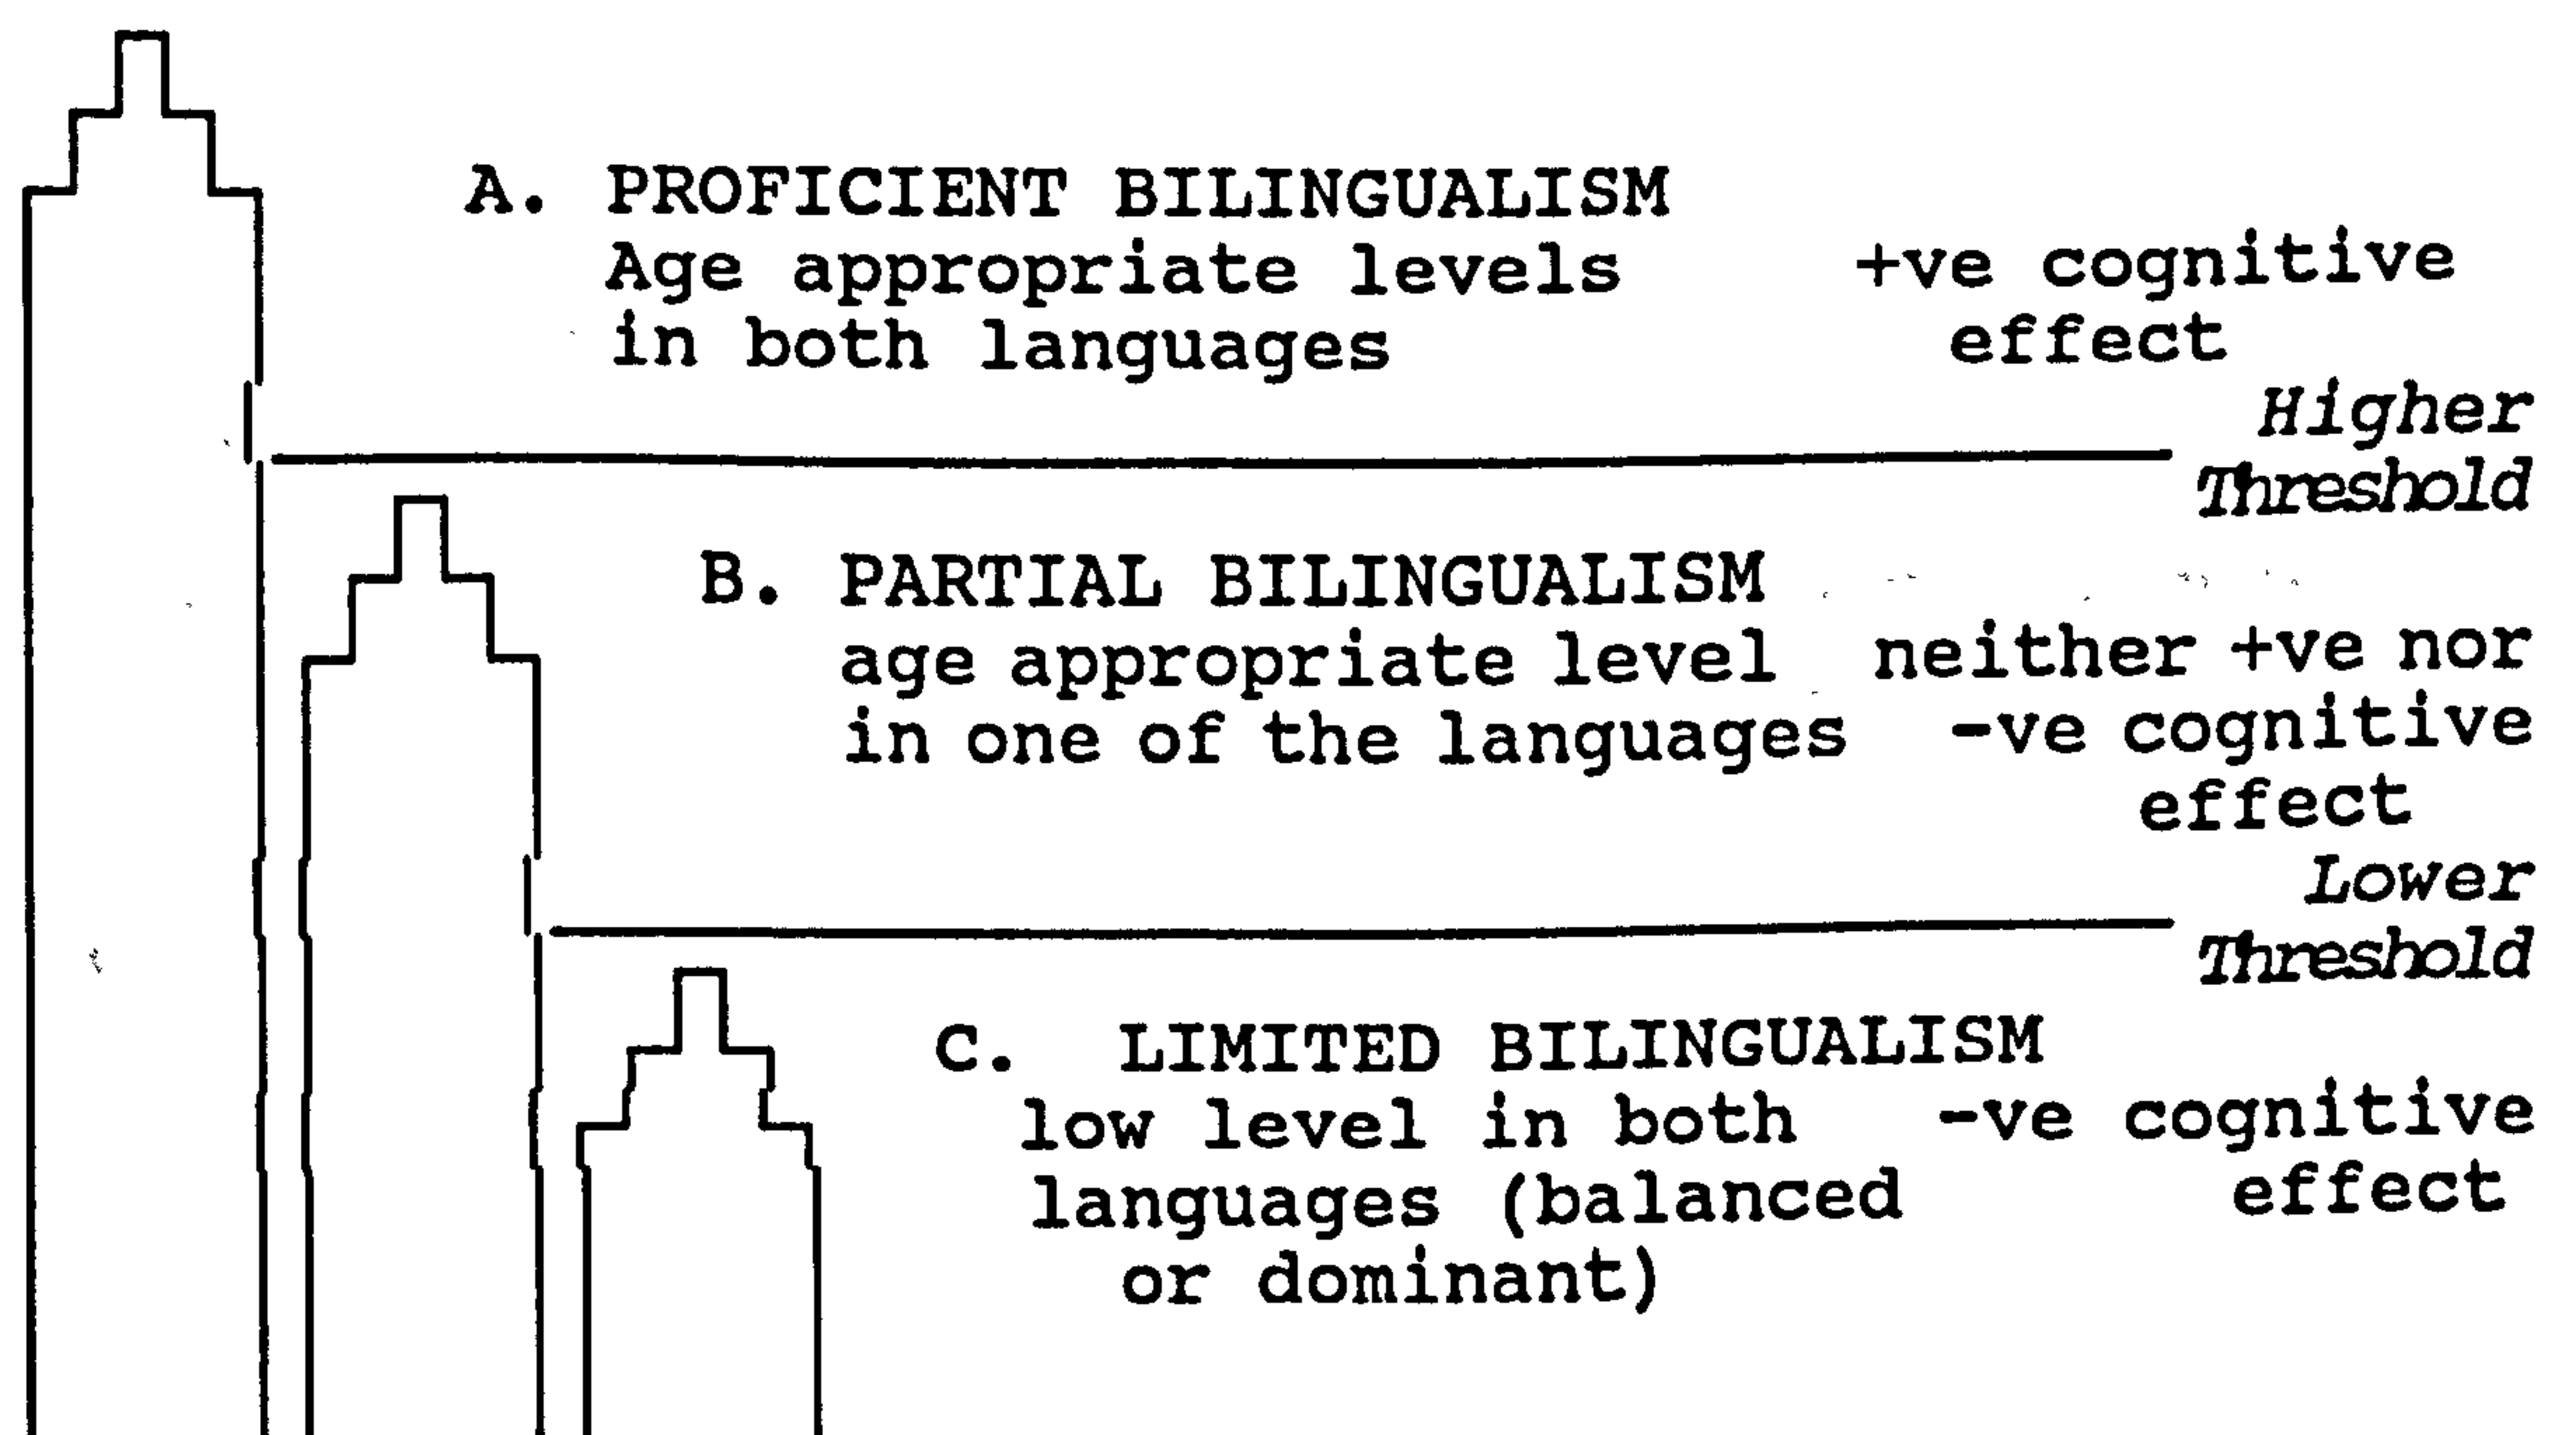 A. PROFICIENT BILINGUALISM
Age appropriate levels +ve cognitive
in both languages effect
Higher
Threshold
B. PARTIAL BILINGUALISM
age appropriate level neither +ve nor
in one of the languages -ve cognitive
effect
Lower
Threshold
C. LIMITED BILINGUALISM
low level in both -ve cognitive
languages (balanced effect
or dominant)